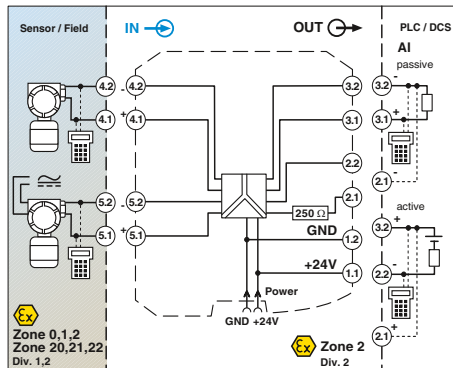 Sensor / Field
IN
OUT
PLC / DCS
AI
passive
4.2
-
4.2
3.2
3.2
-
4.1
+
4.1
3.1
3.1
+
2.2
2.1
-
5.2
-
5.2
250 Ω
2.1
active
5.1
+
5.1
GND
1.2
3.2
+
+24V
1.1
2.2
-
Power
GND +24V
2.1
+
Ex
Zone 0,1,2
Zone 20,21,22
Div. 1,2
Ex
Zone 2
Div. 2